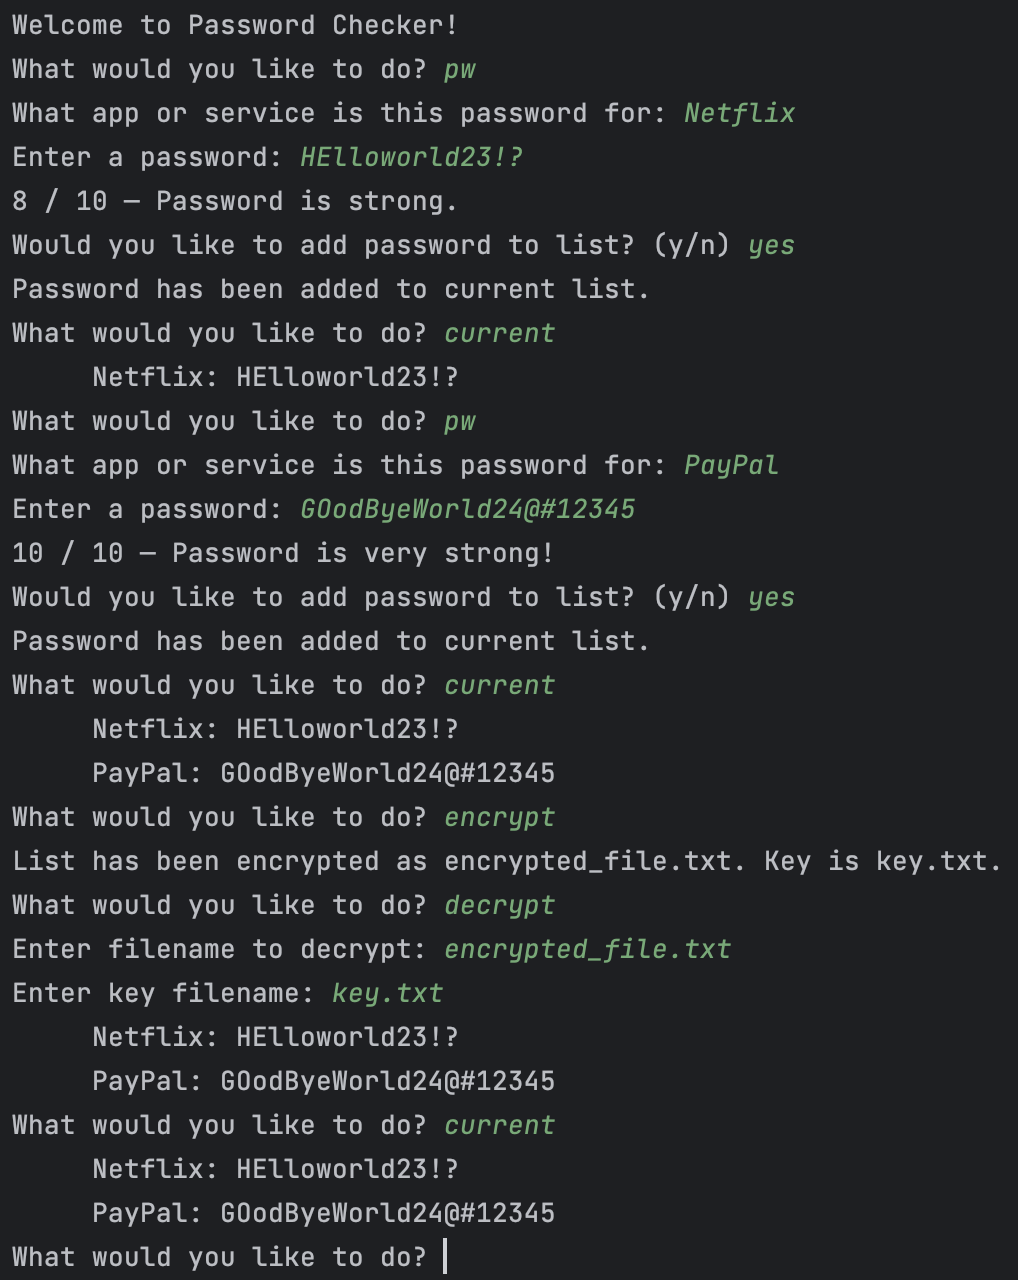 Welcome to Password Checker!
What would you like to do? pw
What app or service is this password for: Netflix
Enter a password: HElloworld23!?
8 / 10 — Password is strong.
Would you like to add password to list? (y/n) yes
Password has been added to current list.
What would you like to do? current
     Netflix: HElloworld23!?
What would you like to do? pw
What app or service is this password for: PayPal
Enter a password: GOodByeWorld24@#12345
10 / 10 — Password is very strong!
Would you like to add password to list? (y/n) yes
Password has been added to current list.
What would you like to do? current
     Netflix: HElloworld23!?
     PayPal: GOodByeWorld24@#12345
What would you like to do? encrypt
List has been encrypted as encrypted_file.txt. Key is key.txt.
What would you like to do? decrypt
Enter filename to decrypt: encrypted_file.txt
Enter key filename: key.txt
     Netflix: HElloworld23!?
     PayPal: GOodByeWorld24@#12345
What would you like to do? current
     Netflix: HElloworld23!?
     PayPal: GOodByeWorld24@#12345
What would you like to do?